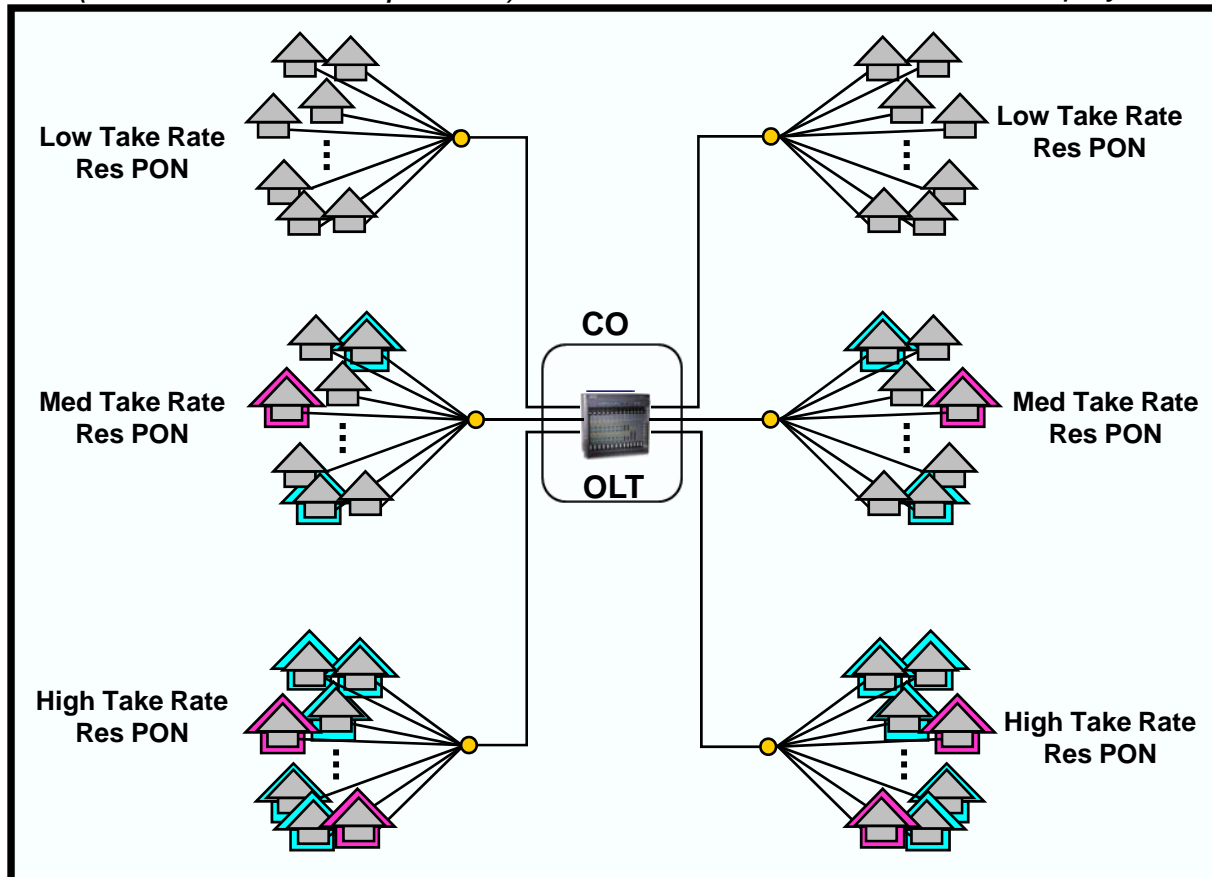 Low Take Rate
Res PON
Low Take Rate
Res PON
CO
Med Take Rate
Res PON
Med Take Rate
Res PON
OLT
High Take Rate
Res PON
High Take Rate
Res PON